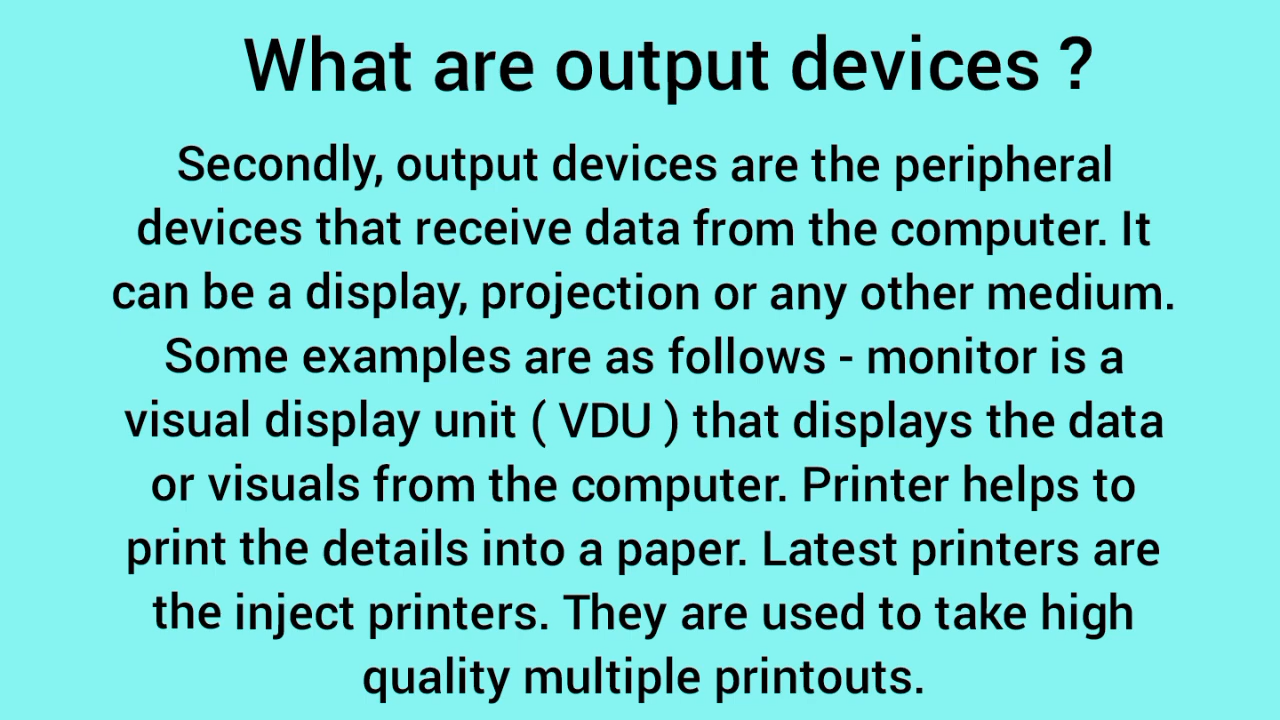 What are output devices ?
Secondly, output devices are the peripheral
devices that receive data from the computer. It
can be a display, projection or any other medium.
Some examples are as follows - monitor is a
visual display unit ( VDU ) that displays the data
or visuals from the computer. Printer helps to
print the details into a paper. Latest printers are
the inject printers. They are used to take high
quality multiple printouts.